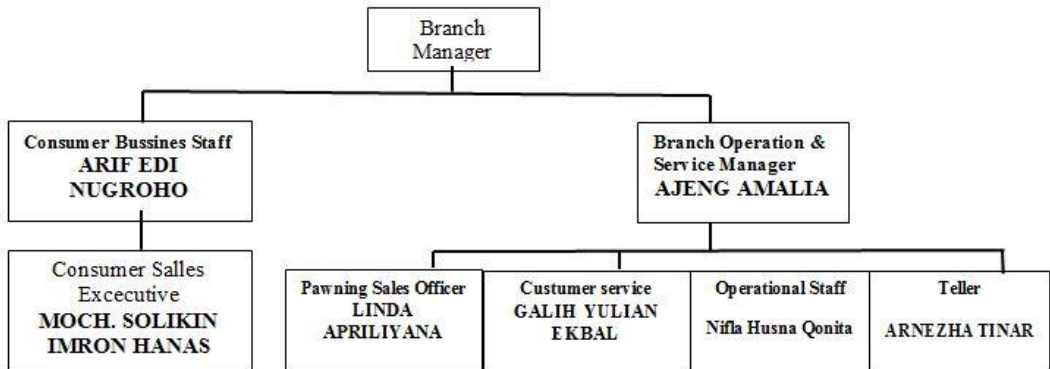 Branch
Manager
Consumer Bussines Staff
ARIF EDI
NUGROHO
Branch Operation &
Service Manager
AJENG AMALIA
Consumer Salles
Excecutive
MOCH. SOLIKIN
IMRON HANAS
Pawning Sales Officer
LINDA
APRILIYANA
Custumer service
GALIH YULIAN
EKBAL
Operational Staff
Nifla Husna Qonita
Teller
ARNEZHA TINAR